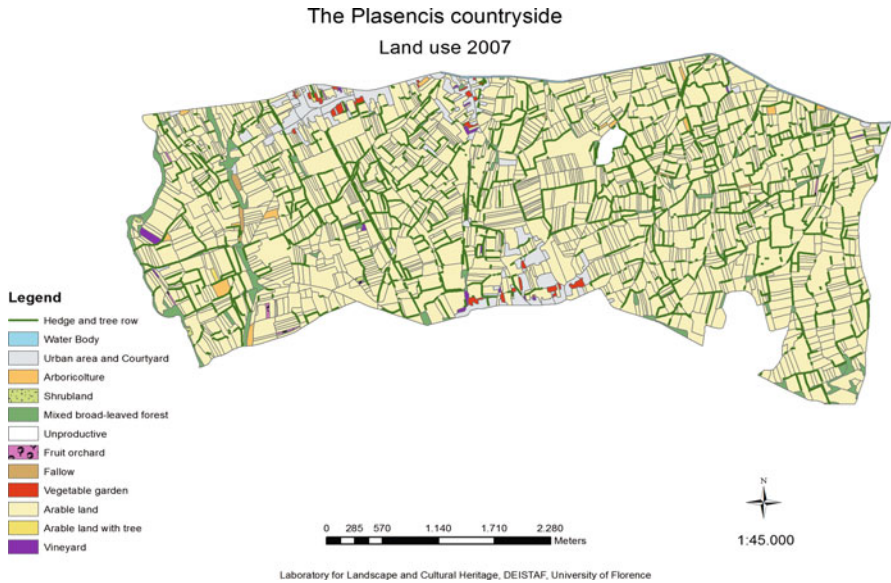 The Plasencis countryside
Land use 2007
Legend
Hedge and tree row
Water Body
Urban area and Courtyard
Arboricolture
Shrubland
Mixed broad-leaved forest
Unproductive
Fruit orchard
Fallow
Vegetable garden
Arable land
Arable land with tree
Vineyard
0 285 570 1.140 1.710 2.280
Meters
N
1:45.000
Laboratory for Landscape and Cultural Heritage, DEISTAF, University of Florence